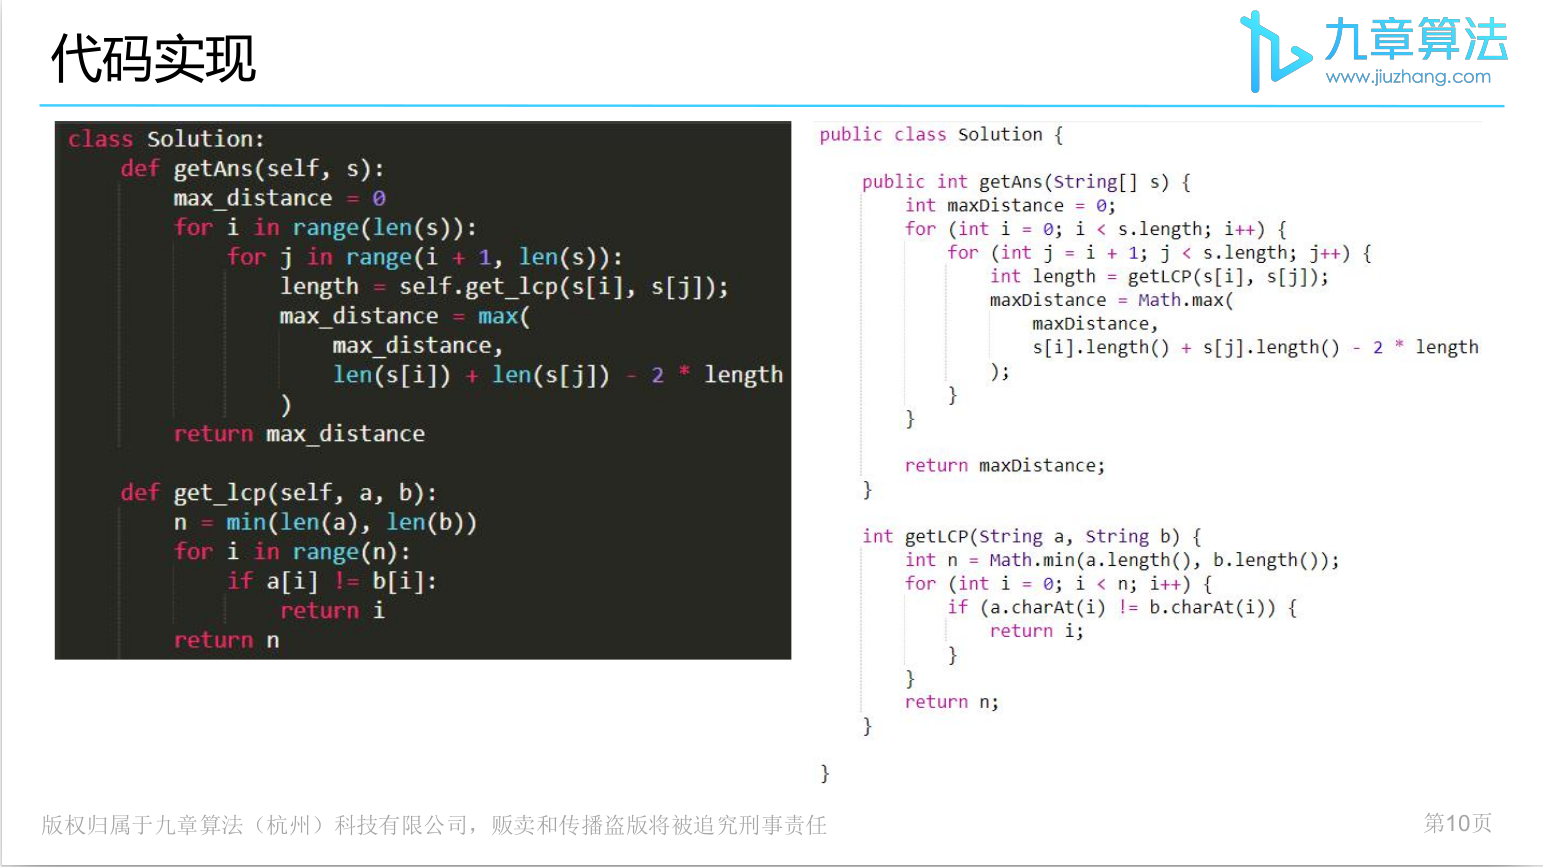 代码实现
九章算法
www.jiuzhang.com
class Solution:
    def getAns(self, s):
        max_distance = 0
        for i in range(len(s)):
            for j in range(i + 1, len(s)):
                length = self.get_lcp(s[i], s[j]);
                max_distance = max(
                    max_distance,
                    len(s[i]) + len(s[j]) - 2 * length
                )
        return max_distance
    def get_lcp(self, a, b):
        n = min(len(a), len(b))
        for i in range(n):
            if a[i] != b[i]:
                return i
        return n
public class Solution {
    public int getAns(String[] s) {
        int maxDistance = 0;
        for (int i = 0; i < s.length; i++) {
            for (int j = i + 1; j < s.length; j++) {
                int length = getLCP(s[i], s[j]);
                maxDistance = Math.max(
                    maxDistance,
                    s[i].length() + s[j].length() - 2 * length
                );
            }
        }
        return maxDistance;
    }
    int getLCP(String a, String b) {
        int n = Math.min(a.length(), b.length());
        for (int i = 0; i < n; i++) {
            if (a.charAt(i) != b.charAt(i)) {
                return i;
            }
        }
        return n;
    }
}
版权归属于九章算法（杭州）科技有限公司，贩卖和传播盗版将被追究刑事责任
第10页